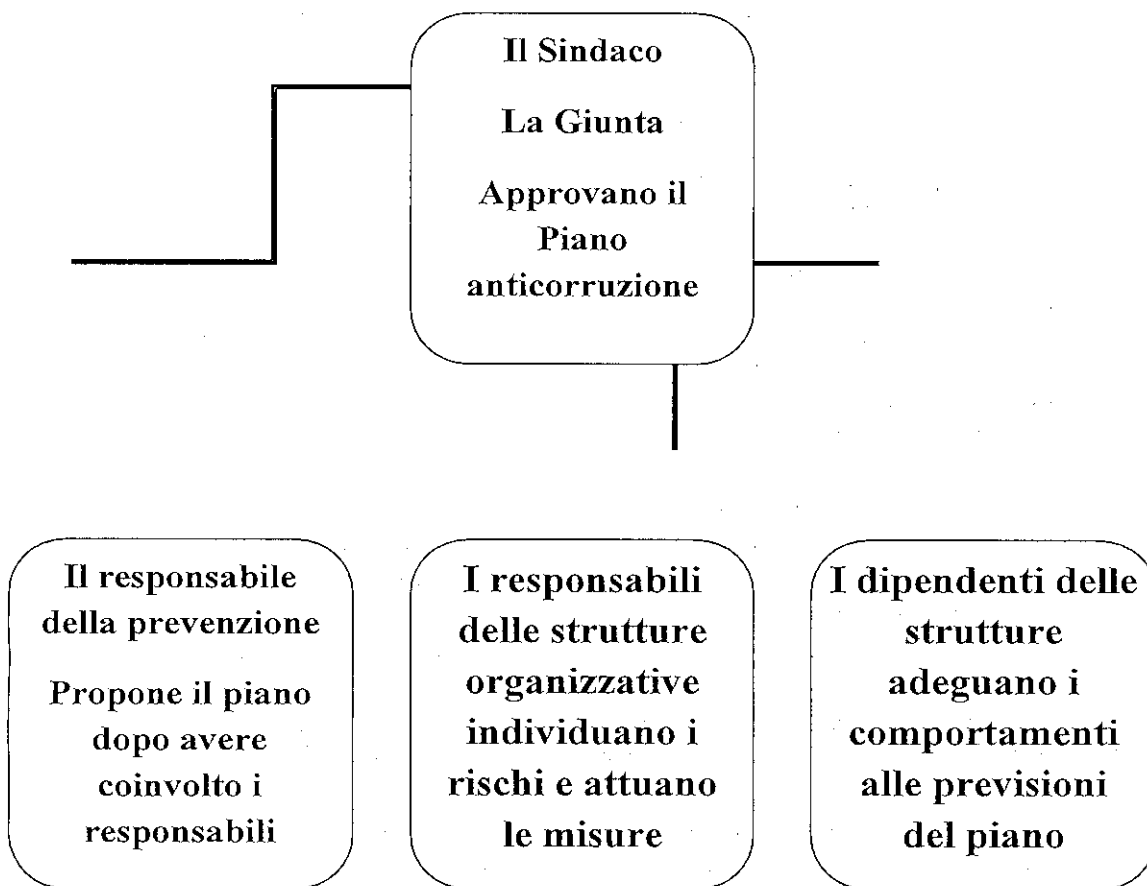 Il Sindaco
La Giunta
Approvano il
Piano
anticorruzione
Il responsabile
della prevenzione
Propone il piano
dopo avere
coinvolto i
responsabili
I responsabili
delle strutture
organizzative
individuano i
rischi e attuano
le misure
I dipendenti delle
strutture
adeguano i
comportamenti
alle previsioni
del piano